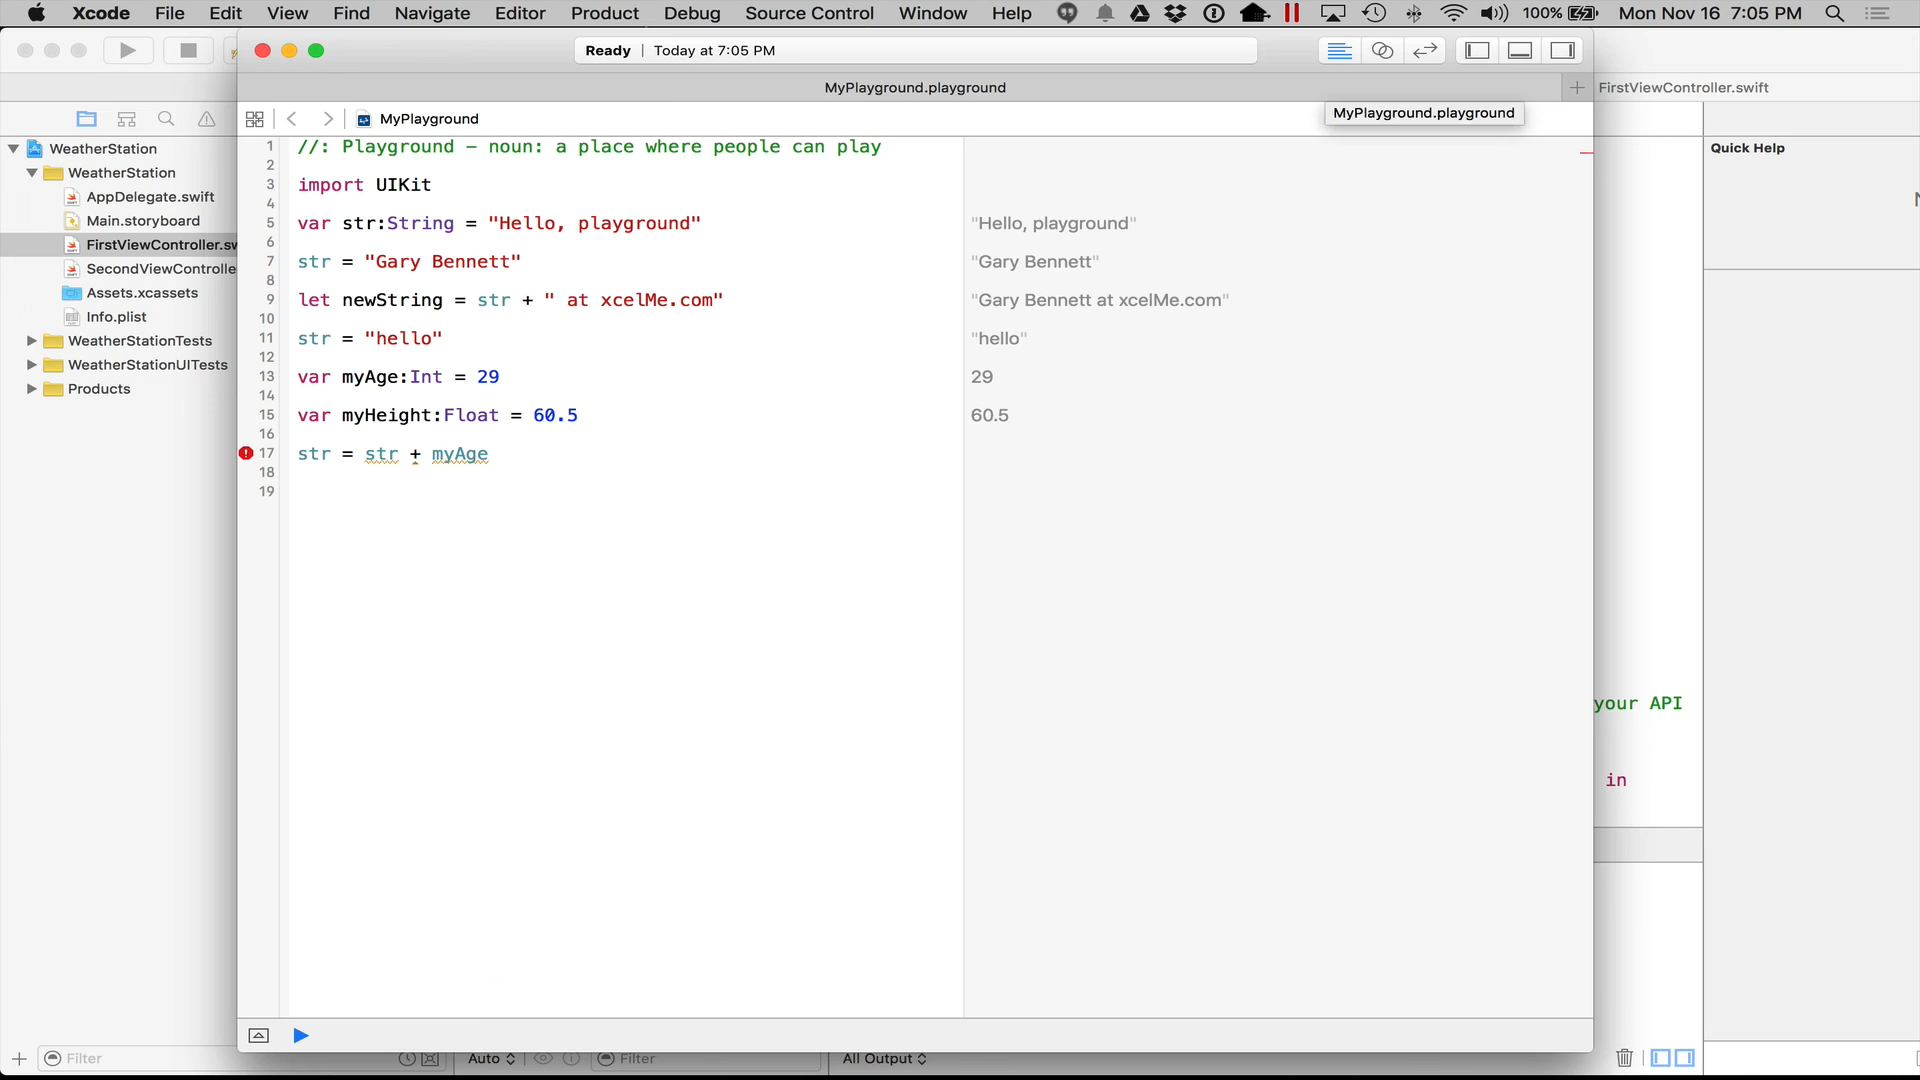 Xcode File Edit View Find Navigate Editor Product Debug Source Control Window Help 100% Mon Nov 16 7:05 PM
Ready | Today at 7:05 PM
MyPlayground.playground
FirstViewController.swift
MyPlayground
MyPlayground.playground
Quick Help
WeatherStation
WeatherStation
AppDelegate.swift
Main.storyboard
FirstViewController.sw
SecondViewControlle
Assets.xcassets
Info.plist
WeatherStationTests
WeatherStationUITests
Products
1 //: Playground – noun: a place where people can play
2
3 import UIKit
4
5 var str:String = "Hello, playground"
6
7 str = "Gary Bennett"
8
9 let newString = str + " at xcelMe.com"
10
11 str = "hello"
12
13 var myAge:Int = 29
14
15 var myHeight:Float = 60.5
16
17 str = str + myAge
18
19
"Hello, playground"
"Gary Bennett"
"Gary Bennett at xcelMe.com"
"hello"
29
60.5
your API
in
Filter
Auto
Filter
All Output